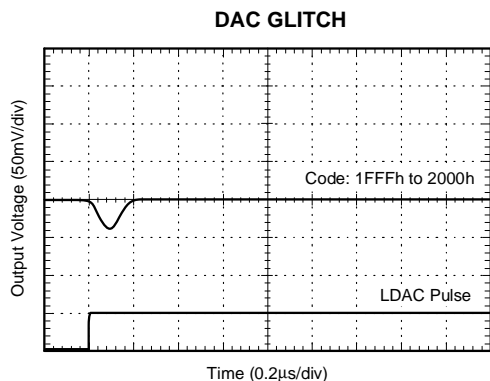 DAC GLITCH
Output Voltage (50mV/div)
Code: 1FFFh to 2000h
LDAC Pulse
Time (0.2µs/div)